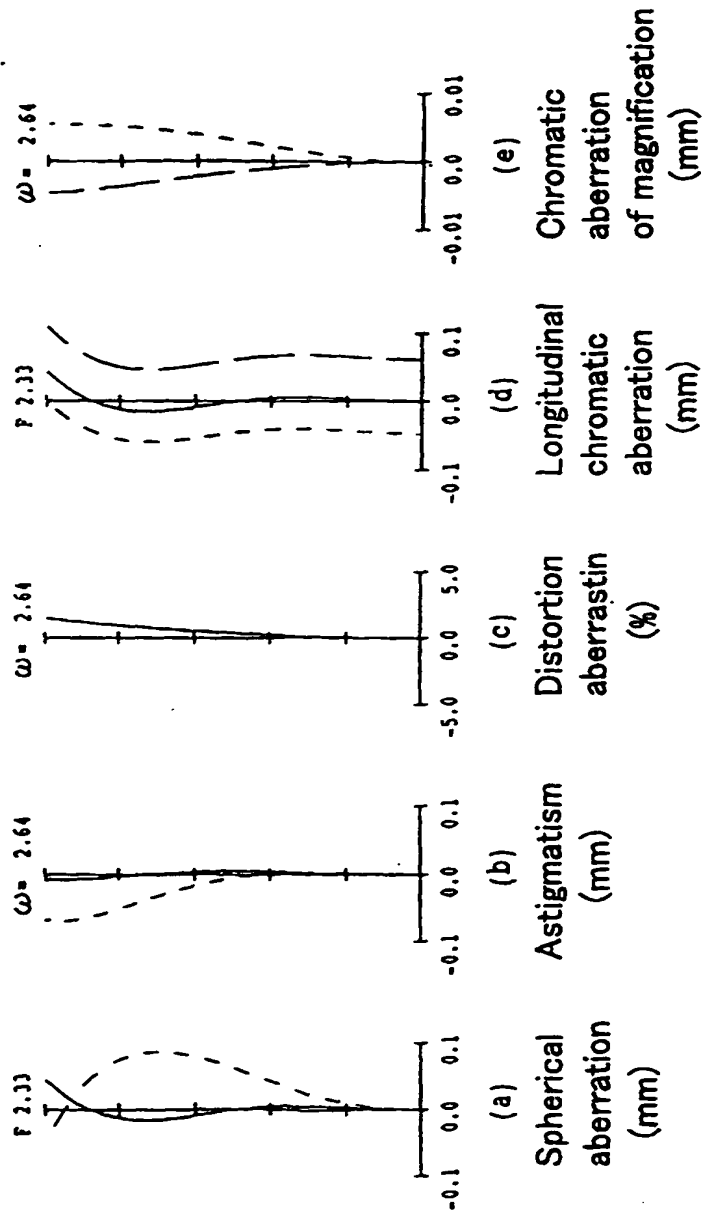 F 2.33
-0.1 0.0 0.1
(a)
Spherical
aberration
(mm)
ω= 2.64
-0.1 0.0 0.1
(b)
Astigmatism
(mm)
ω= 2.64
-5.0 0.0 5.0
(c)
Distortion
aberrastin
(%)
F 2.33
-0.1 0.0 0.1
(d)
Longitudinal
chromatic
aberration
(mm)
ω= 2.64
-0.01 0.0 0.01
(e)
Chromatic
aberration
of magnification
(mm)